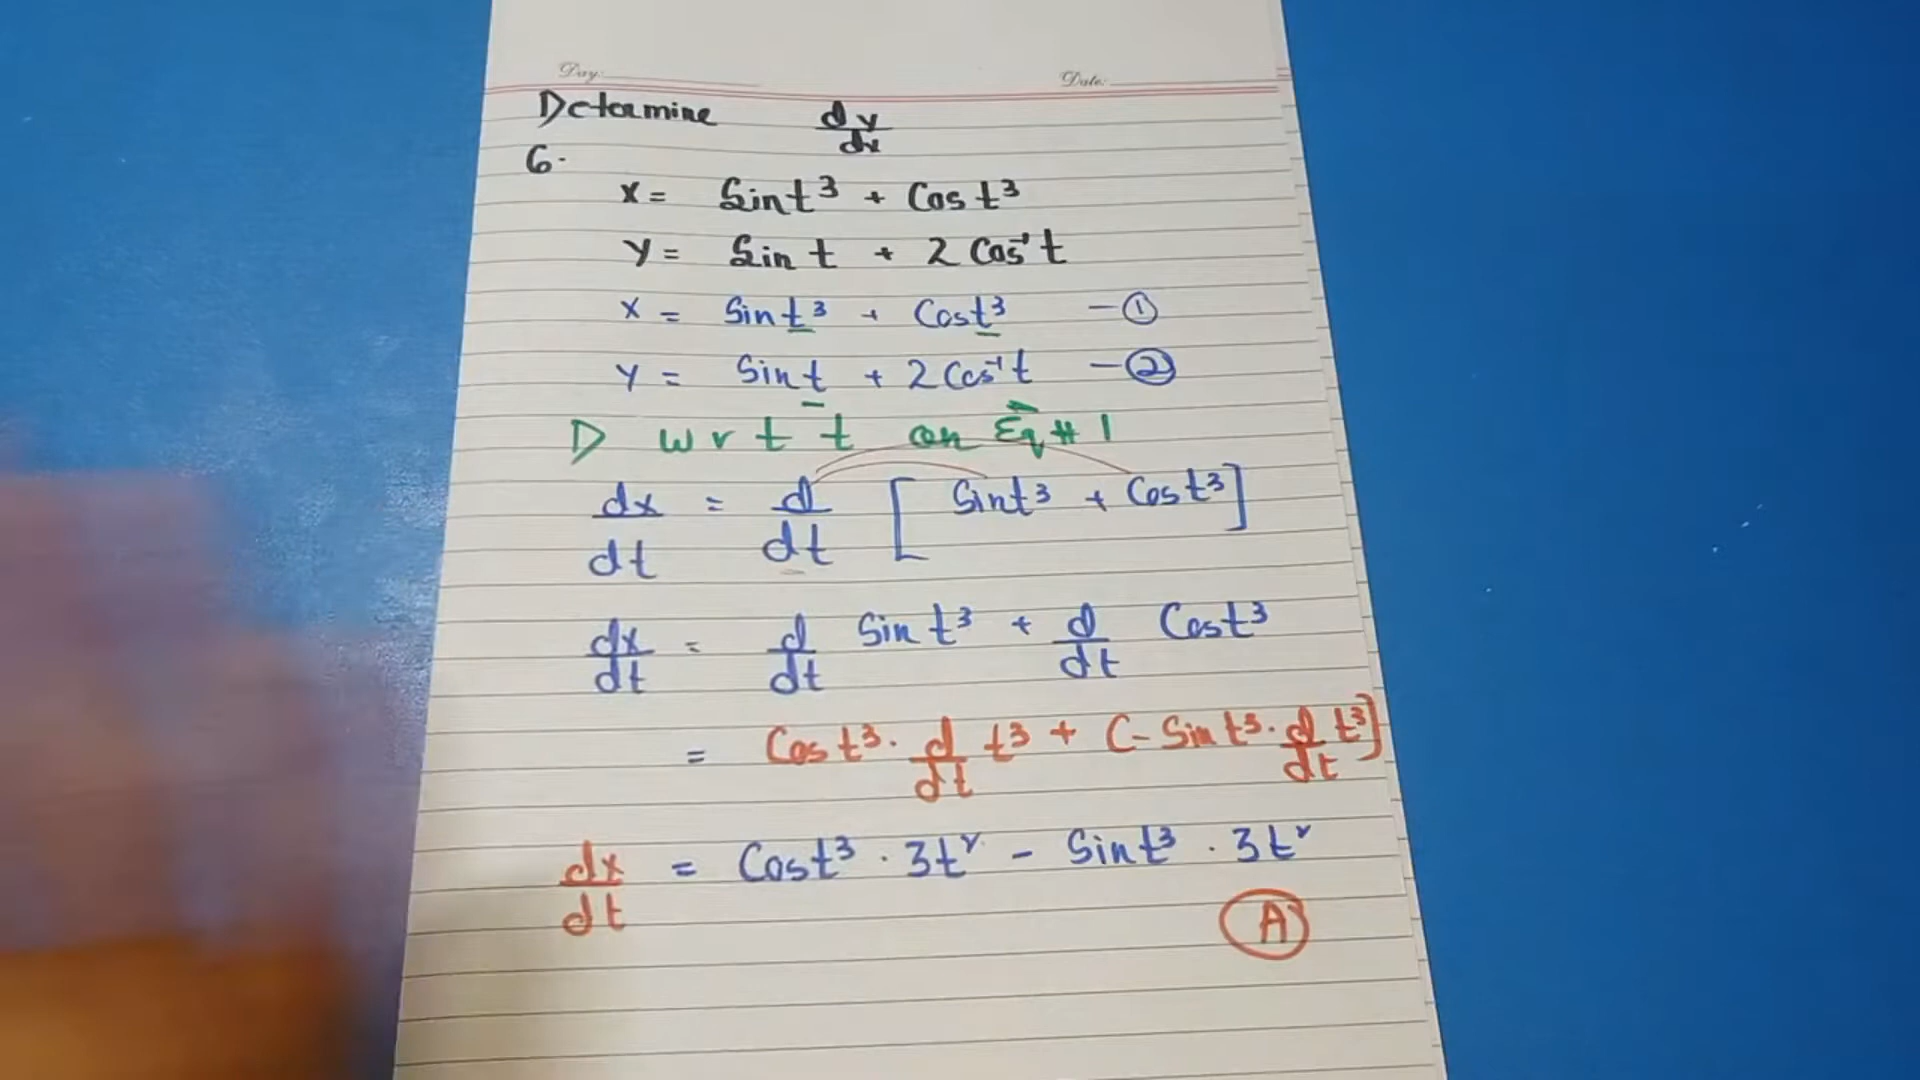 Day: Date:
Determine dy/dx
6.
x = Sin t³ + Cos t³
y = Sin t + 2 Cos⁻¹ t
x = Sin t³ + Cos t³ — ①
y = Sin t + 2 Cos⁻¹ t — ②
D w r t t on Eq # 1
dx/dt = d/dt [ Sin t³ + Cos t³ ]
dx/dt = d/dt Sin t³ + d/dt Cos t³
= Cos t³ · d/dt t³ + (- Sin t³ · d/dt t³)
dx/dt = Cos t³ · 3t² - Sin t³ · 3t²
A